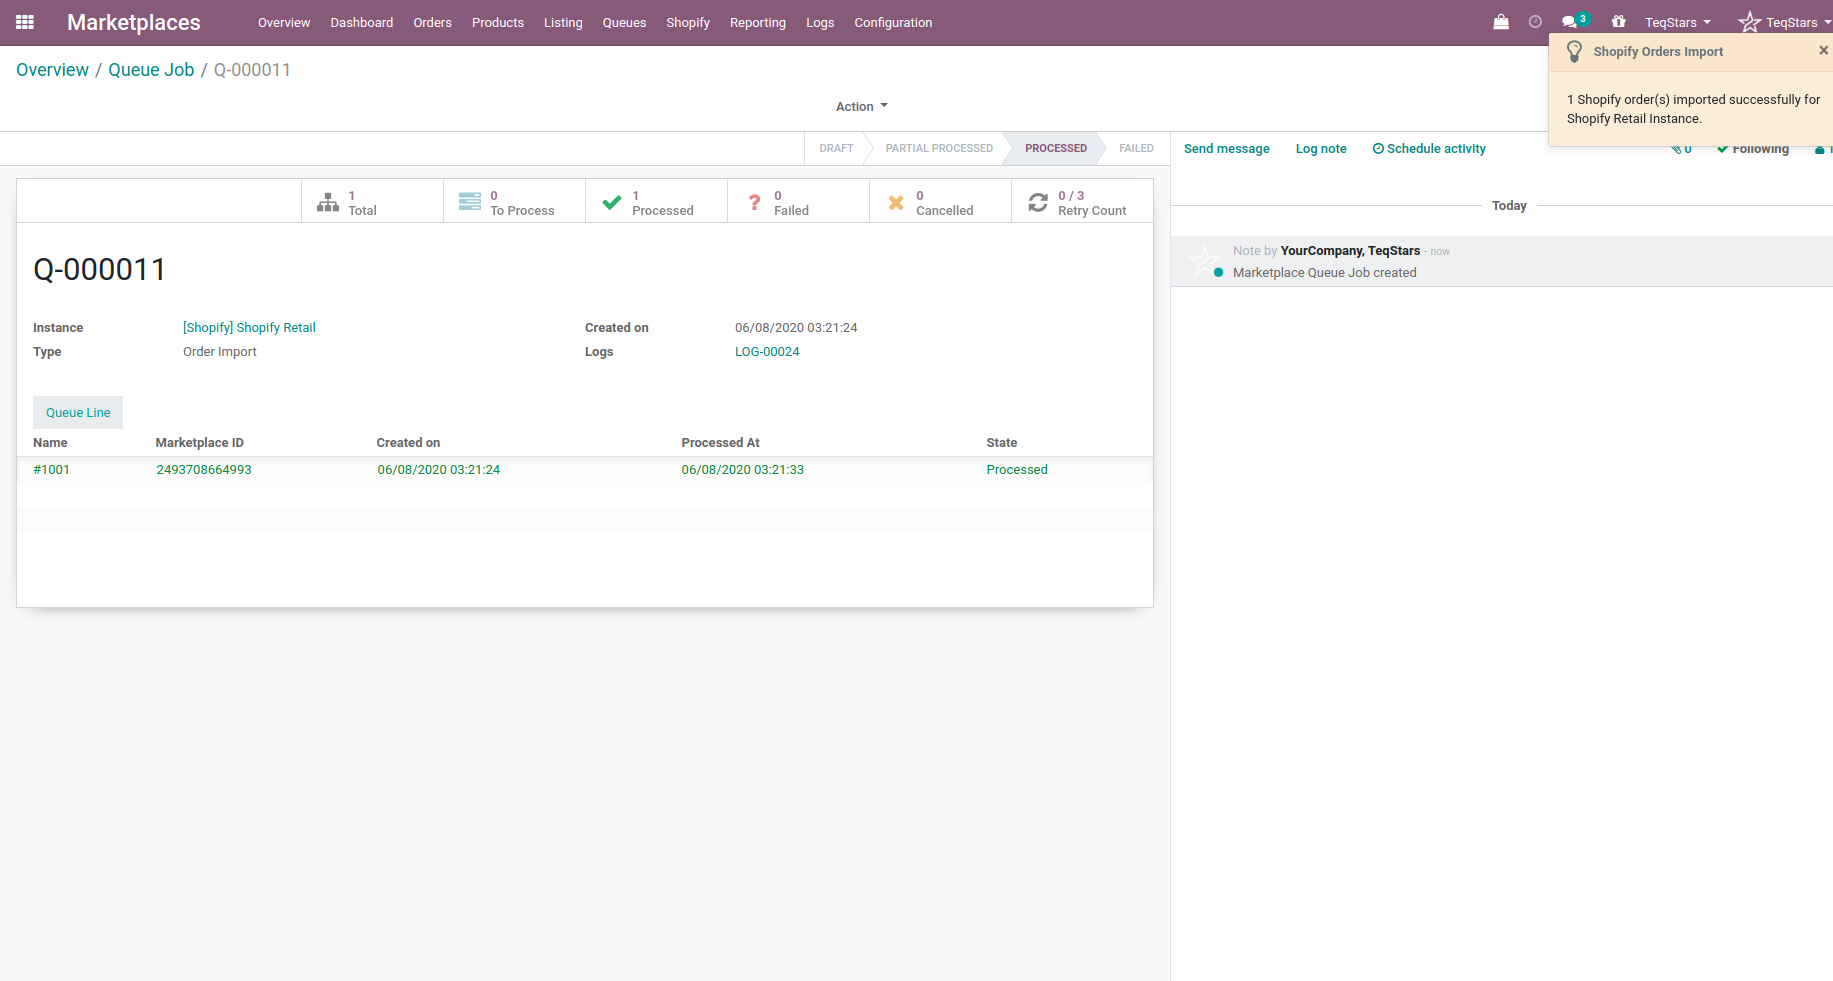 Marketplaces Overview Dashboard Orders Products Listing Queues Shopify Reporting Logs Configuration 3 TeqStars TeqStars
Shopify Orders Import ×
1 Shopify order(s) imported successfully for
Shopify Retail Instance.
Overview / Queue Job / Q-000011
Action
DRAFT PARTIAL PROCESSED PROCESSED FAILED
Send message Log note Schedule activity 0 Following 1
1 Total
0 To Process
1 Processed
0 Failed
0 Cancelled
0 / 3 Retry Count
Q-000011
Instance [Shopify] Shopify Retail Created on 06/08/2020 03:21:24
Type Order Import Logs LOG-00024
Queue Line
Name Marketplace ID Created on Processed At State
#1001 2493708664993 06/08/2020 03:21:24 06/08/2020 03:21:33 Processed
Today
Note by YourCompany, TeqStars - now
Marketplace Queue Job created